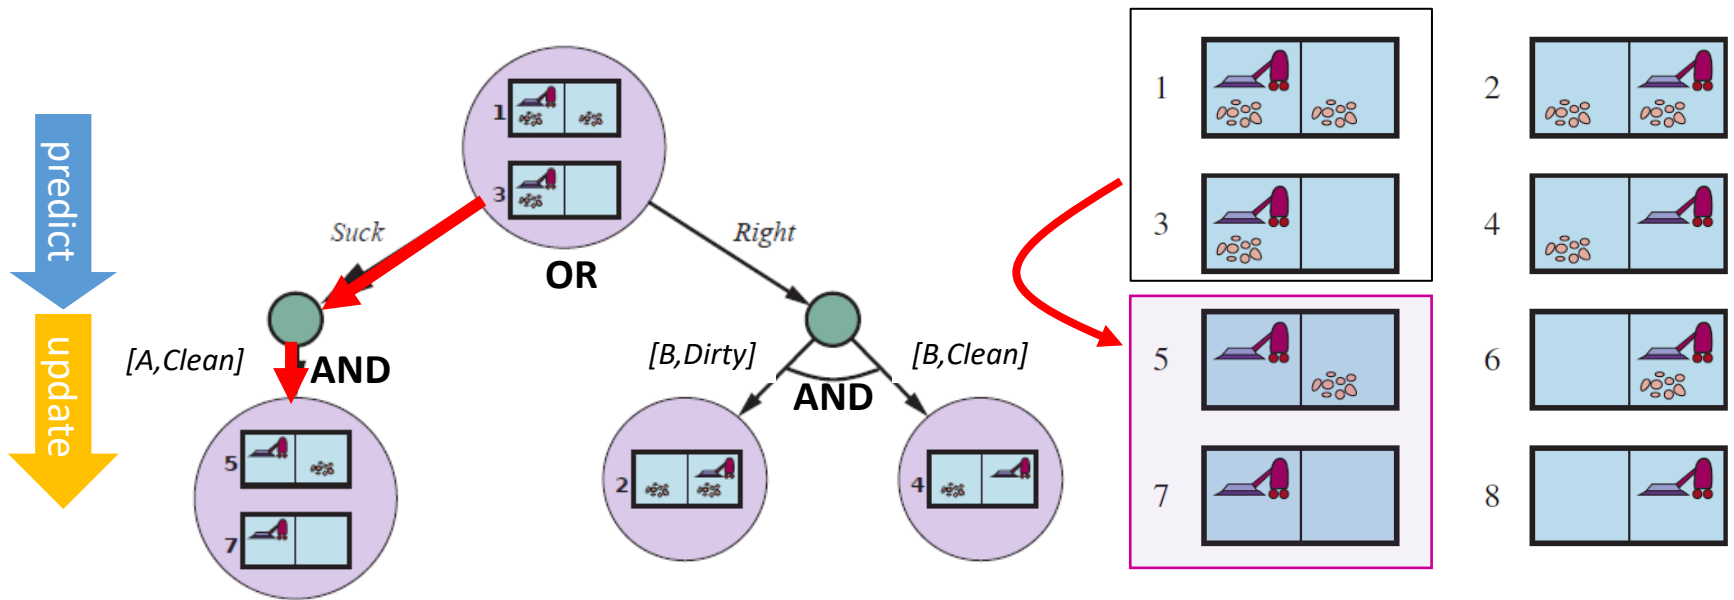 predict
update
1
3
Suck
Right
OR
[A,Clean]
AND
[B,Dirty]
[B,Clean]
AND
5
7
2
4
1
2
3
4
5
6
7
8